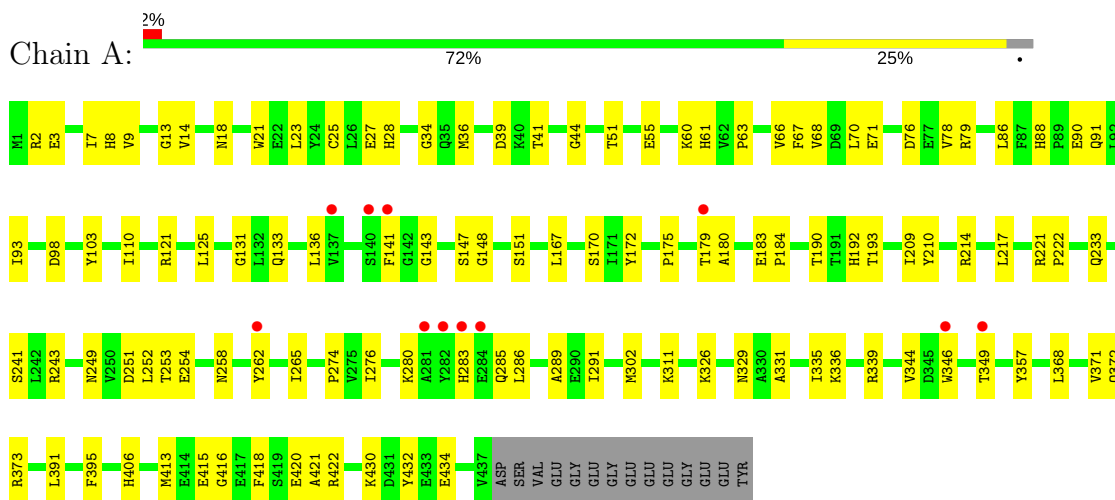 2%
Chain A:
72% 25% •
M1 R2 E3 I7 H8 V9 G13 V14 N18 W21 E22 L23 Y24 C25 L26 E27 H28 G34 Q35 M36 D39 K40 T41 G44 T51 E55 K60 H61 V62 P63 V66 F67 V68 D69 L70 E71 D76 E77 V78 R79 L86 F87 H88 P89 E90 Q91 L92
I93 D98 Y103 I110 R121 L125 G131 L132 Q133 L136 V137 S140 F141 G142 G143 S147 G148 S151 L167 S170 I171 Y172 P175 T179 A180 E183 P184 T190 T191 H192 T193 I209 Y210 R214 L217 R221 P222 Q233
S241 L242 R243 N249 V250 D251 L252 T253 E254 N258 Y262 I265 P274 V275 I276 K280 A281 Y282 H283 E284 Q285 L286 A289 E290 I291 M302 K311 K326 N329 A330 A331 I335 K336 R339 V344 D345 W346 T349 Y357 L368 V371
R373 L391 F395 H406 M413 E414 E415 G416 E417 F418 S419 E420 A421 R422 K430 D431 Y432 E433 E434 V437 ASP SER VAL GLU GLY GLU GLY GLU GLU GLU GLY GLU GLU TYR